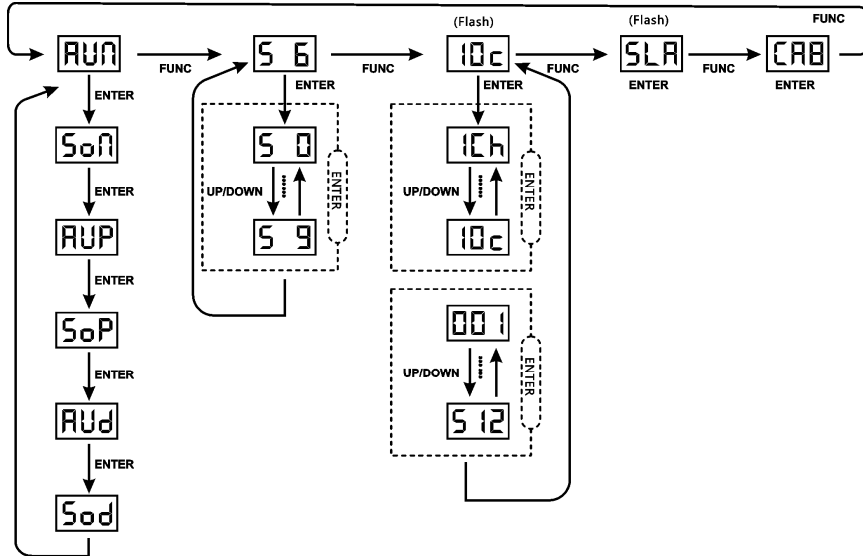 FUNC
(Flash)
(Flash)
AUN
FUNC
S 6
FUNC
10c
FUNC
SLA
FUNC
CAB
ENTER
ENTER
ENTER
ENTER
ENTER
SoN
ENTER
AUP
ENTER
SoP
ENTER
AUd
ENTER
Sod
S 0
UP/DOWN
S 9
ENTER
1Ch
UP/DOWN
10c
ENTER
001
UP/DOWN
512
ENTER